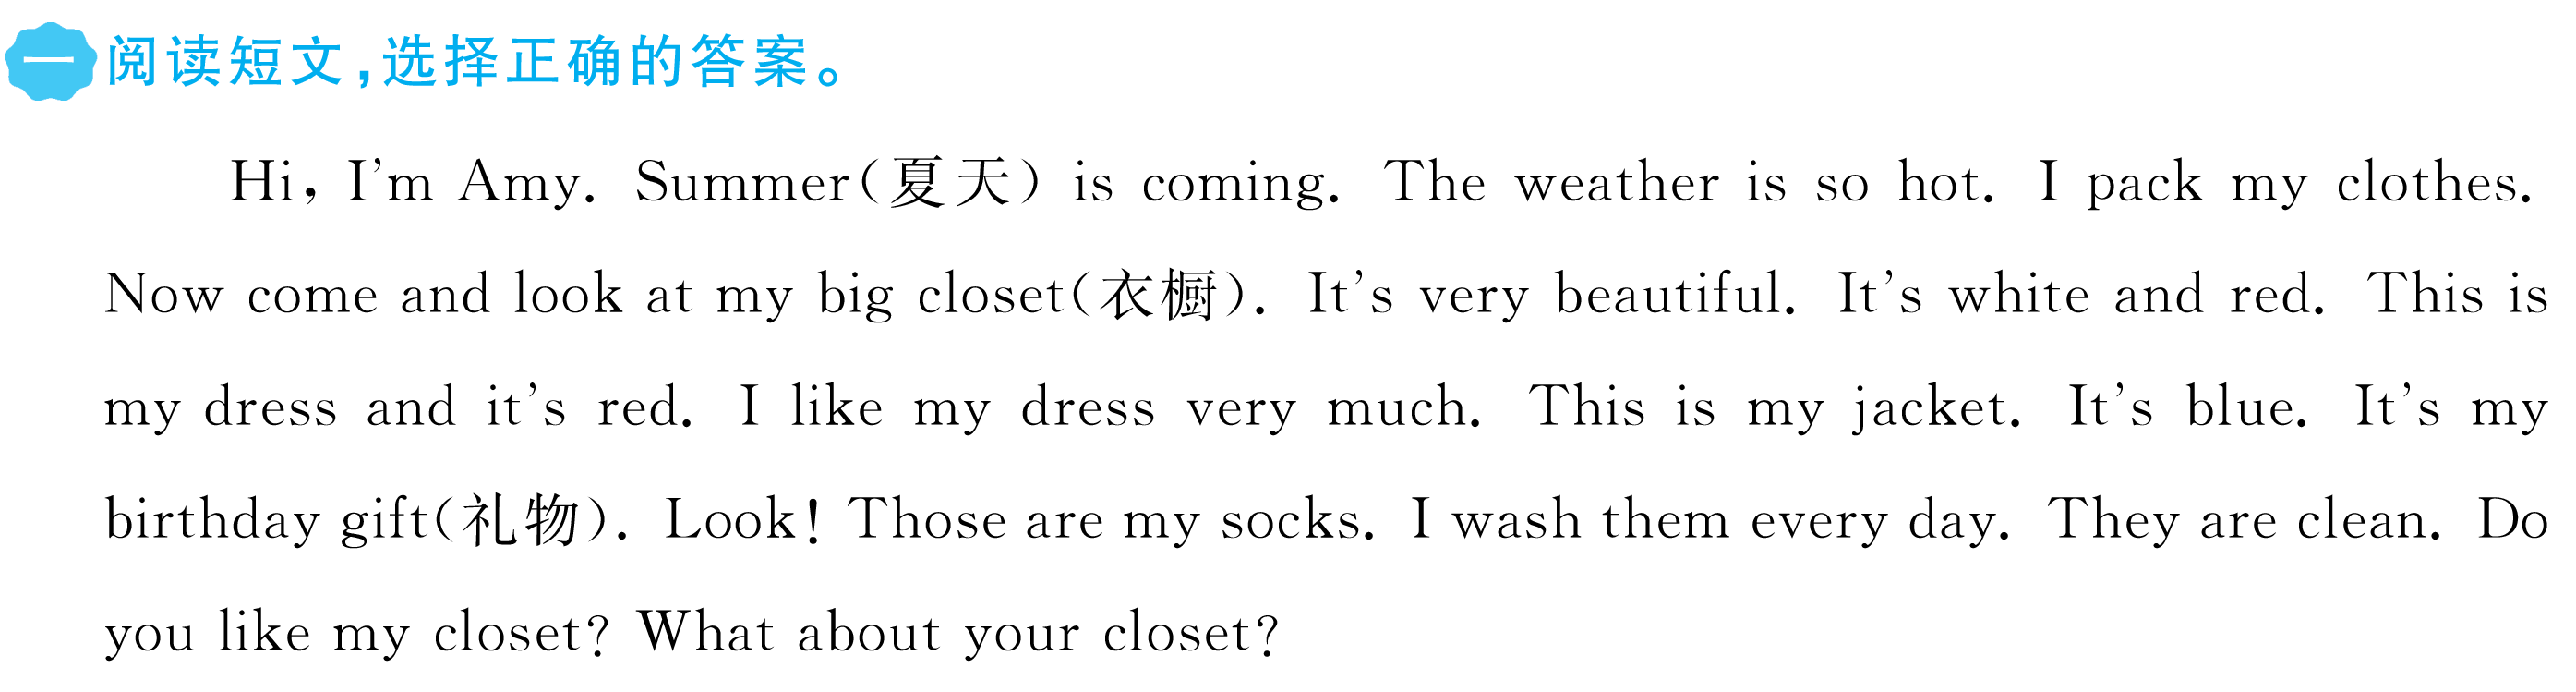 一 阅读短文,选择正确的答案。
Hi, I'm Amy. Summer(夏天) is coming. The weather is so hot. I pack my clothes.
Now come and look at my big closet(衣橱). It's very beautiful. It's white and red. This is
my dress and it's red. I like my dress very much. This is my jacket. It's blue. It's my
birthday gift(礼物). Look! Those are my socks. I wash them every day. They are clean. Do
you like my closet? What about your closet?